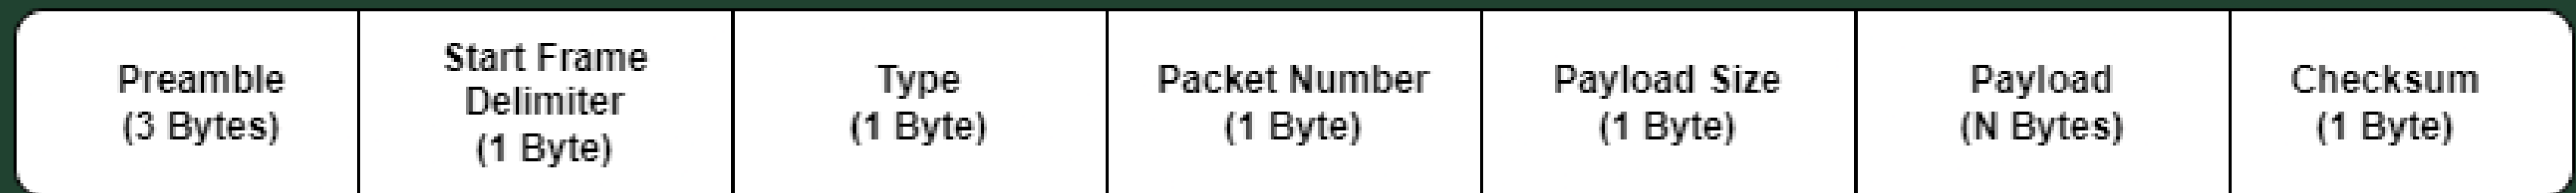 Preamble
(3 Bytes)
Start Frame
Delimiter
(1 Byte)
Type
(1 Byte)
Packet Number
(1 Byte)
Payload Size
(1 Byte)
Payload
(N Bytes)
Checksum
(1 Byte)